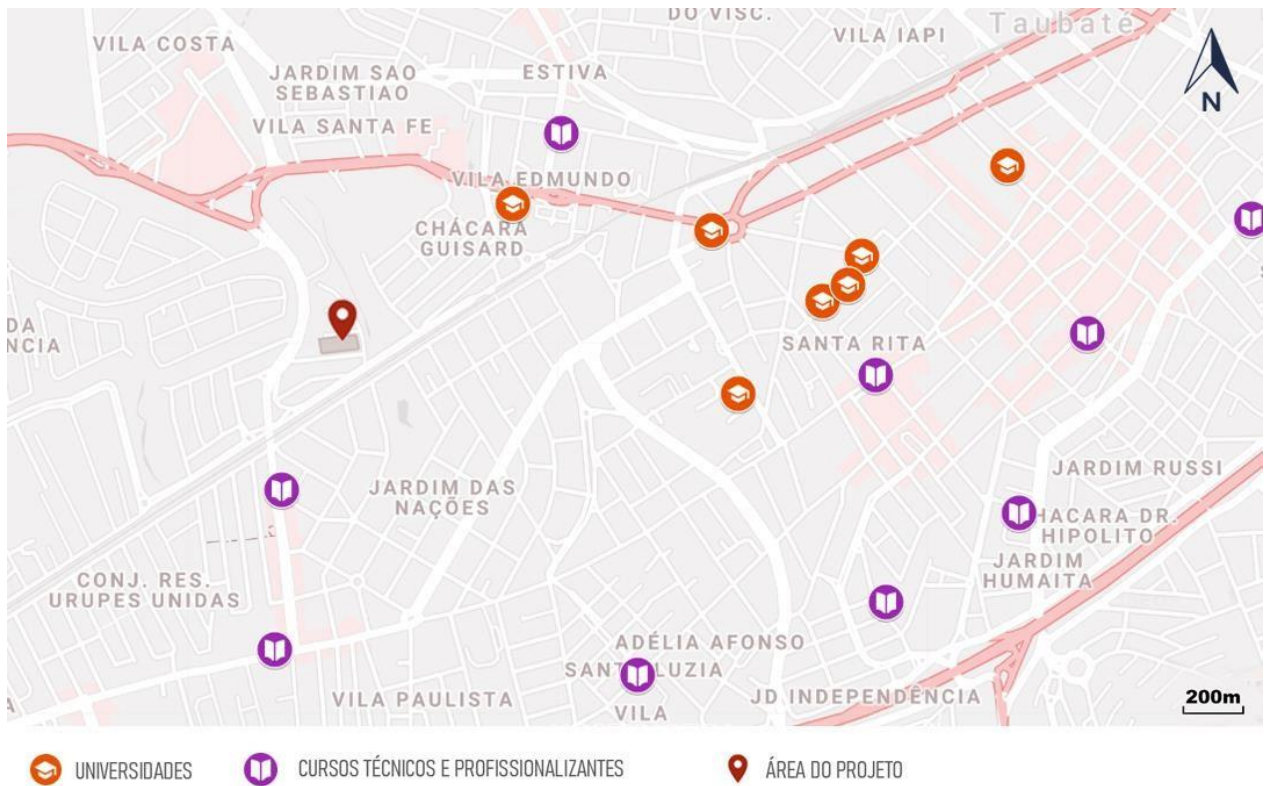 DO VISC.
Taubaté
VILA COSTA
VILA IAPI
JARDIM SAO
SEBASTIAO
ESTIVA
VILA SANTA FE
N
VILA EDMUNDO
CHÁCARA
GUISARD
DA
NCIA
SANTA RITA
JARDIM DAS
NAÇÕES
JARDIM RUSSI
HACARA DR.
HIPOLITO
JARDIM
HUMAITA
CONJ. RES.
URUPES UNIDAS
ADÉLIA AFONSO
SANT LUZIA
VILA PAULISTA
VILA
JD INDEPENDÊNCIA
200m
UNIVERSIDADES
CURSOS TÉCNICOS E PROFISSIONALIZANTES
ÁREA DO PROJETO